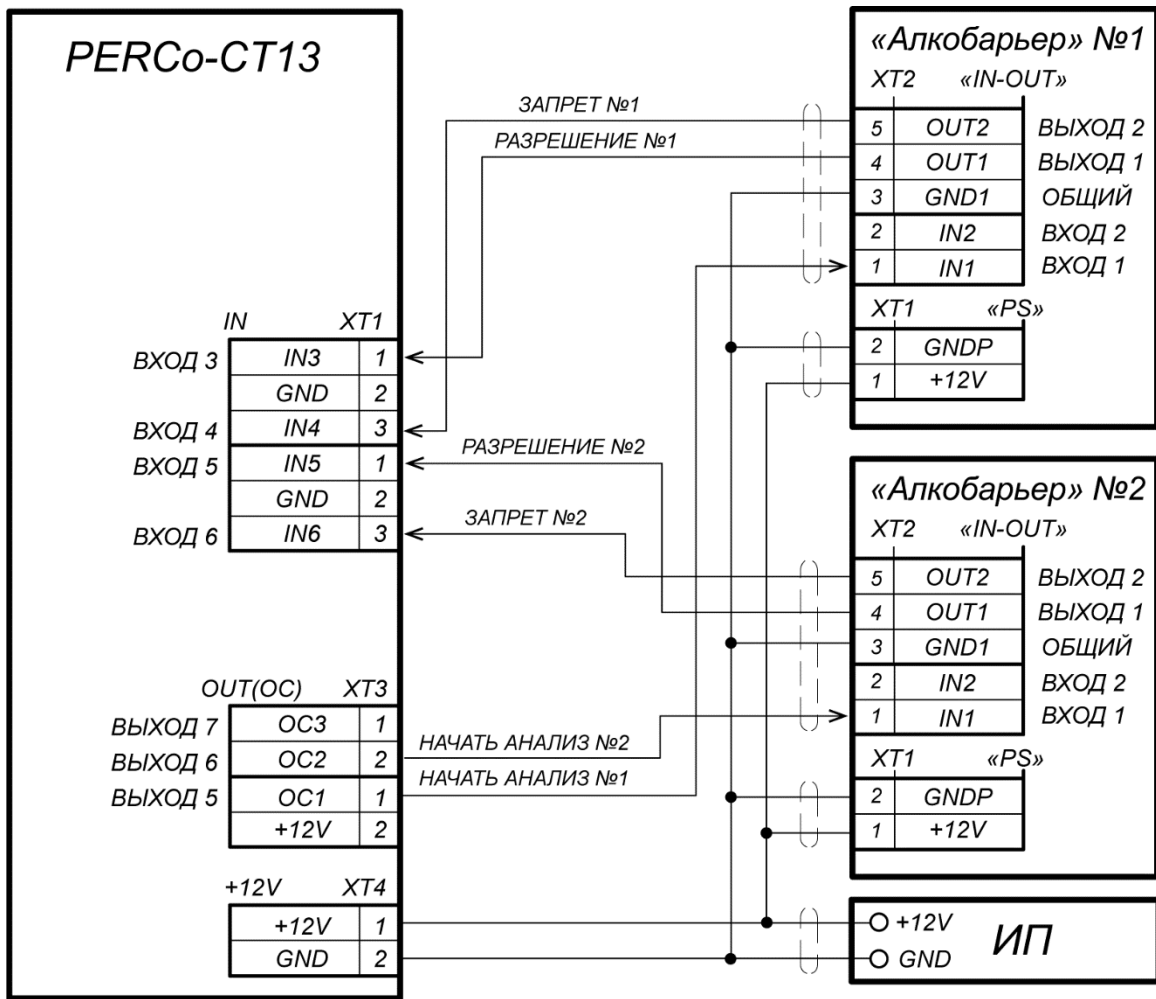 PERCo-CT13
«Алкобарьер» №1
XT2 «IN-OUT»
5 OUT2 ВЫХОД 2
4 OUT1 ВЫХОД 1
3 GND1 ОБЩИЙ
2 IN2 ВХОД 2
1 IN1 ВХОД 1
XT1 «PS»
2 GNDP
1 +12V
ЗАПРЕТ №1
РАЗРЕШЕНИЕ №1
IN XT1
ВХОД 3 IN3 1
GND 2
ВХОД 4 IN4 3
ВХОД 5 IN5 1
GND 2
ВХОД 6 IN6 3
РАЗРЕШЕНИЕ №2
ЗАПРЕТ №2
«Алкобарьер» №2
XT2 «IN-OUT»
5 OUT2 ВЫХОД 2
4 OUT1 ВЫХОД 1
3 GND1 ОБЩИЙ
2 IN2 ВХОД 2
1 IN1 ВХОД 1
XT1 «PS»
2 GNDP
1 +12V
OUT(OC) XT3
ВЫХОД 7 OC3 1
ВЫХОД 6 OC2 2
ВЫХОД 5 OC1 1
+12V 2
НАЧАТЬ АНАЛИЗ №2
НАЧАТЬ АНАЛИЗ №1
+12V XT4
+12V 1
GND 2
+12V
GND
ИП